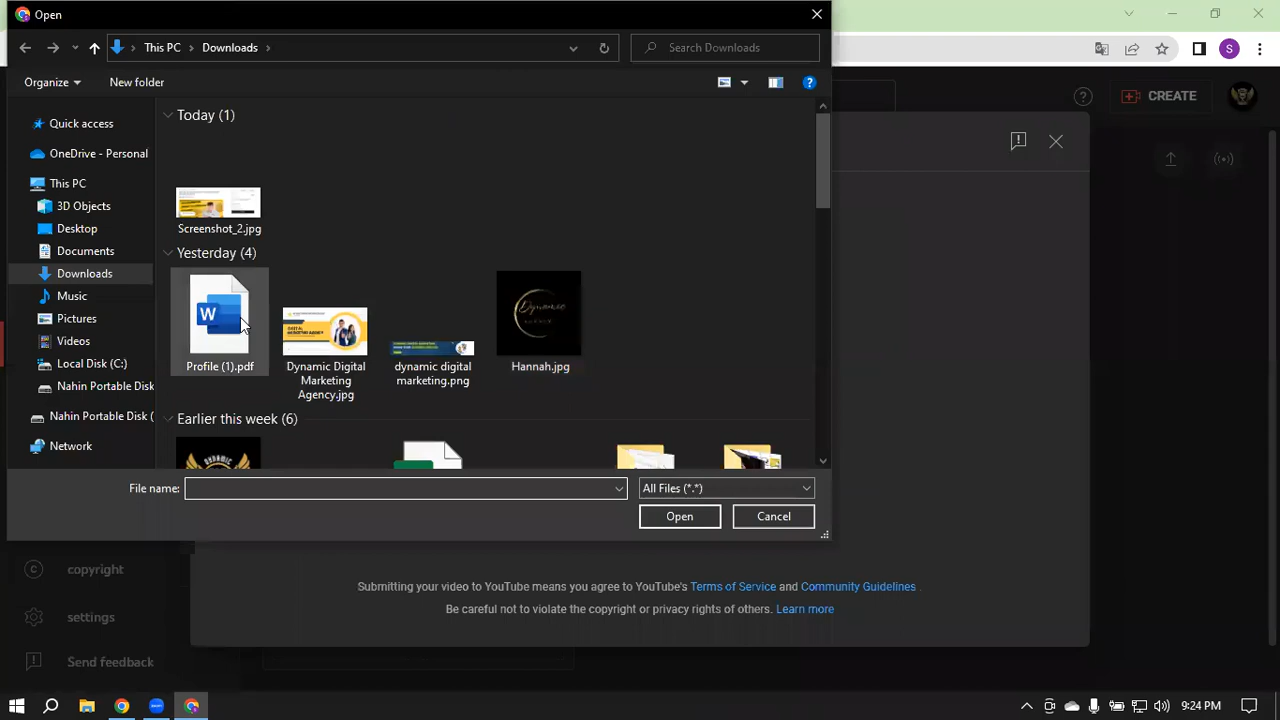 Open
This PC
Downloads
Search Downloads
Organize
New folder
Quick access
OneDrive - Personal
This PC
3D Objects
Desktop
Documents
Downloads
Music
Pictures
Videos
Local Disk (C:)
Nahin Portable Disk
Nahin Portable Disk (
Network
Today (1)
Screenshot_2.jpg
Yesterday (4)
Profile (1).pdf
Dynamic Digital
Marketing
Agency.jpg
dynamic digital
marketing.png
Hannah.jpg
Earlier this week (6)
File name:
All Files (*.*)
Open
Cancel
S
CREATE
copyright
settings
Send feedback
Submitting your video to YouTube means you agree to YouTube's Terms of Service and Community Guidelines .
Be careful not to violate the copyright or privacy rights of others. Learn more
9:24 PM